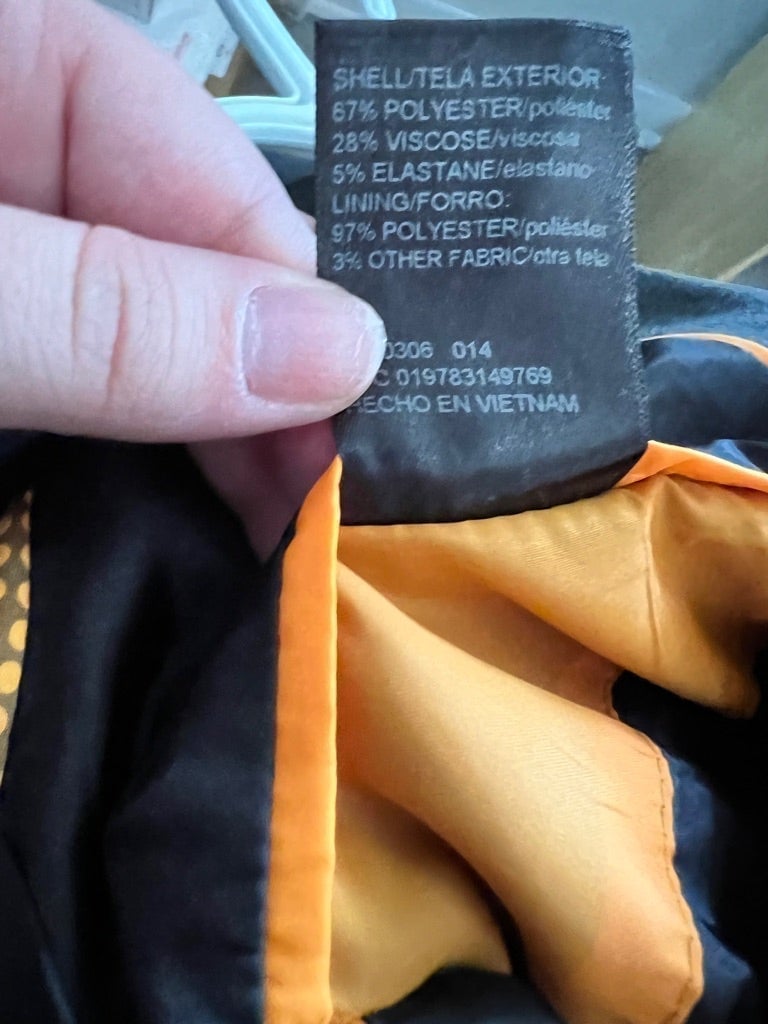 SHELL/TELA EXTERIOR
67% POLYESTER/poliéster
28% VISCOSE/viscosa
5% ELASTANE/elastano
LINING/FORRO:
97% POLYESTER/poliéster
3% OTHER FABRIC/otra tela
0306 014
C 019783149769
HECHO EN VIETNAM